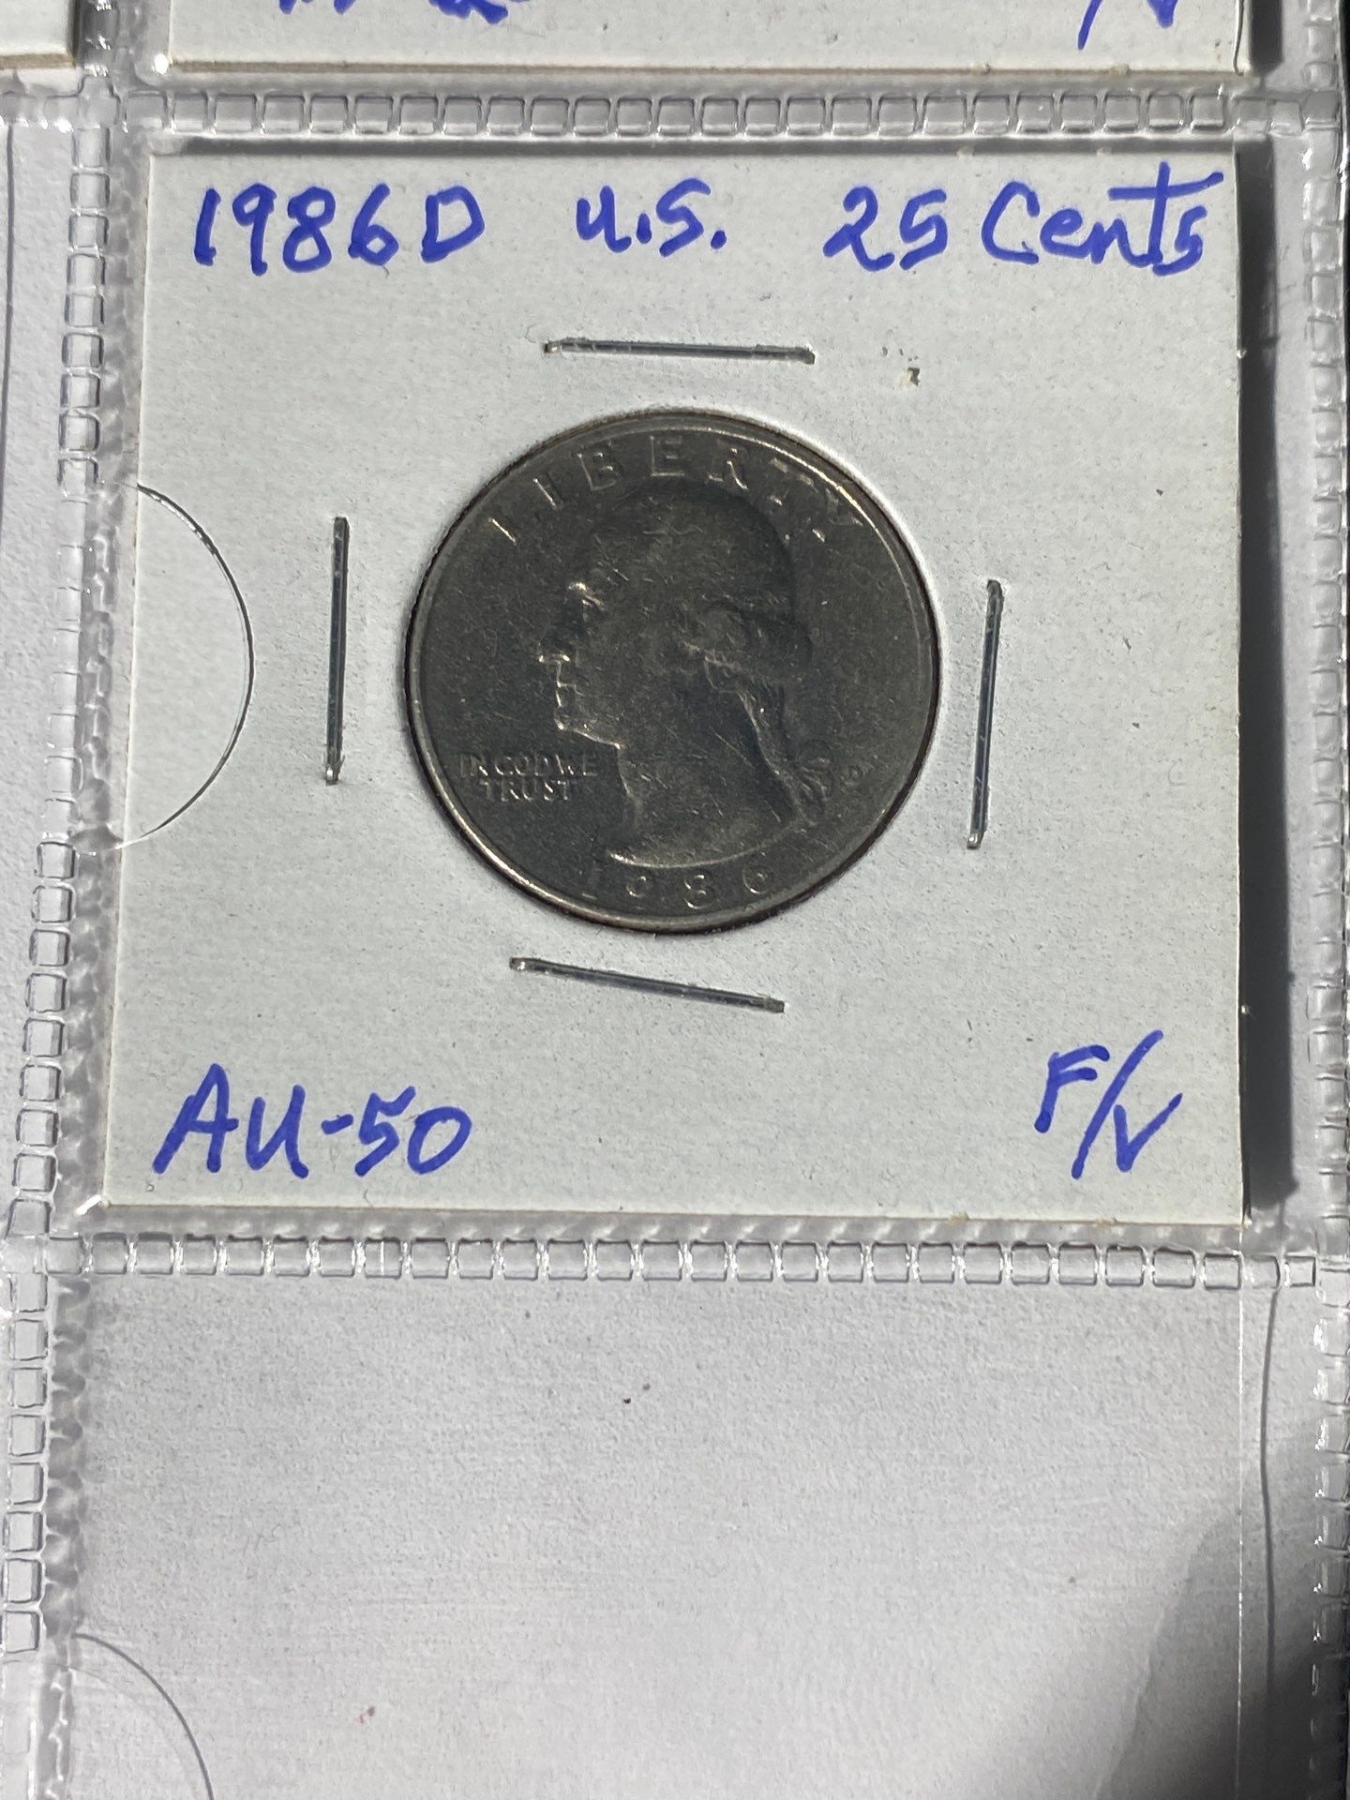 1986D U.S. 25 Cents
LIBERTY
IN GOD WE
TRUST
D
1986
AU-50
F/V